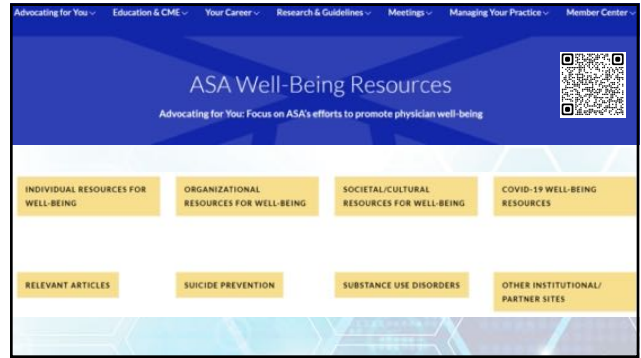 Advocating for You Education & CME Your Career Research & Guidelines Meetings Managing Your Practice Member Center
ASA Well-Being Resources
Advocating for You: Focus on ASA's efforts to promote physician well-being
INDIVIDUAL RESOURCES FOR
WELL-BEING
ORGANIZATIONAL
RESOURCES FOR WELL-BEING
SOCIETAL/CULTURAL
RESOURCES FOR WELL-BEING
COVID-19 WELL-BEING
RESOURCES
RELEVANT ARTICLES
SUICIDE PREVENTION
SUBSTANCE USE DISORDERS
OTHER INSTITUTIONAL/
PARTNER SITES